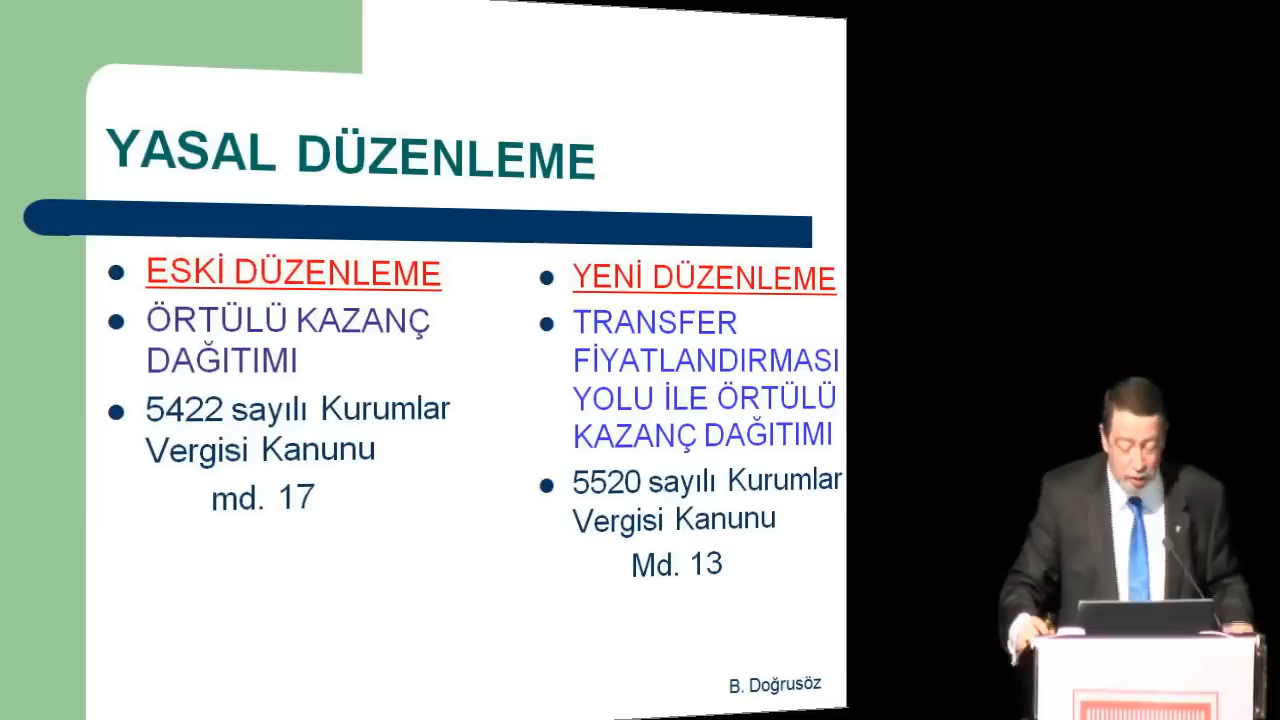 YASAL DÜZENLEME
ESKİ DÜZENLEME
ÖRTÜLÜ KAZANÇ
DAĞITIMI
5422 sayılı Kurumlar
Vergisi Kanunu
md. 17
YENİ DÜZENLEME
TRANSFER
FİYATLANDIRMASI
YOLU İLE ÖRTÜLÜ
KAZANÇ DAĞITIMI
5520 sayılı Kurumlar
Vergisi Kanunu
Md. 13
B. Doğrusöz